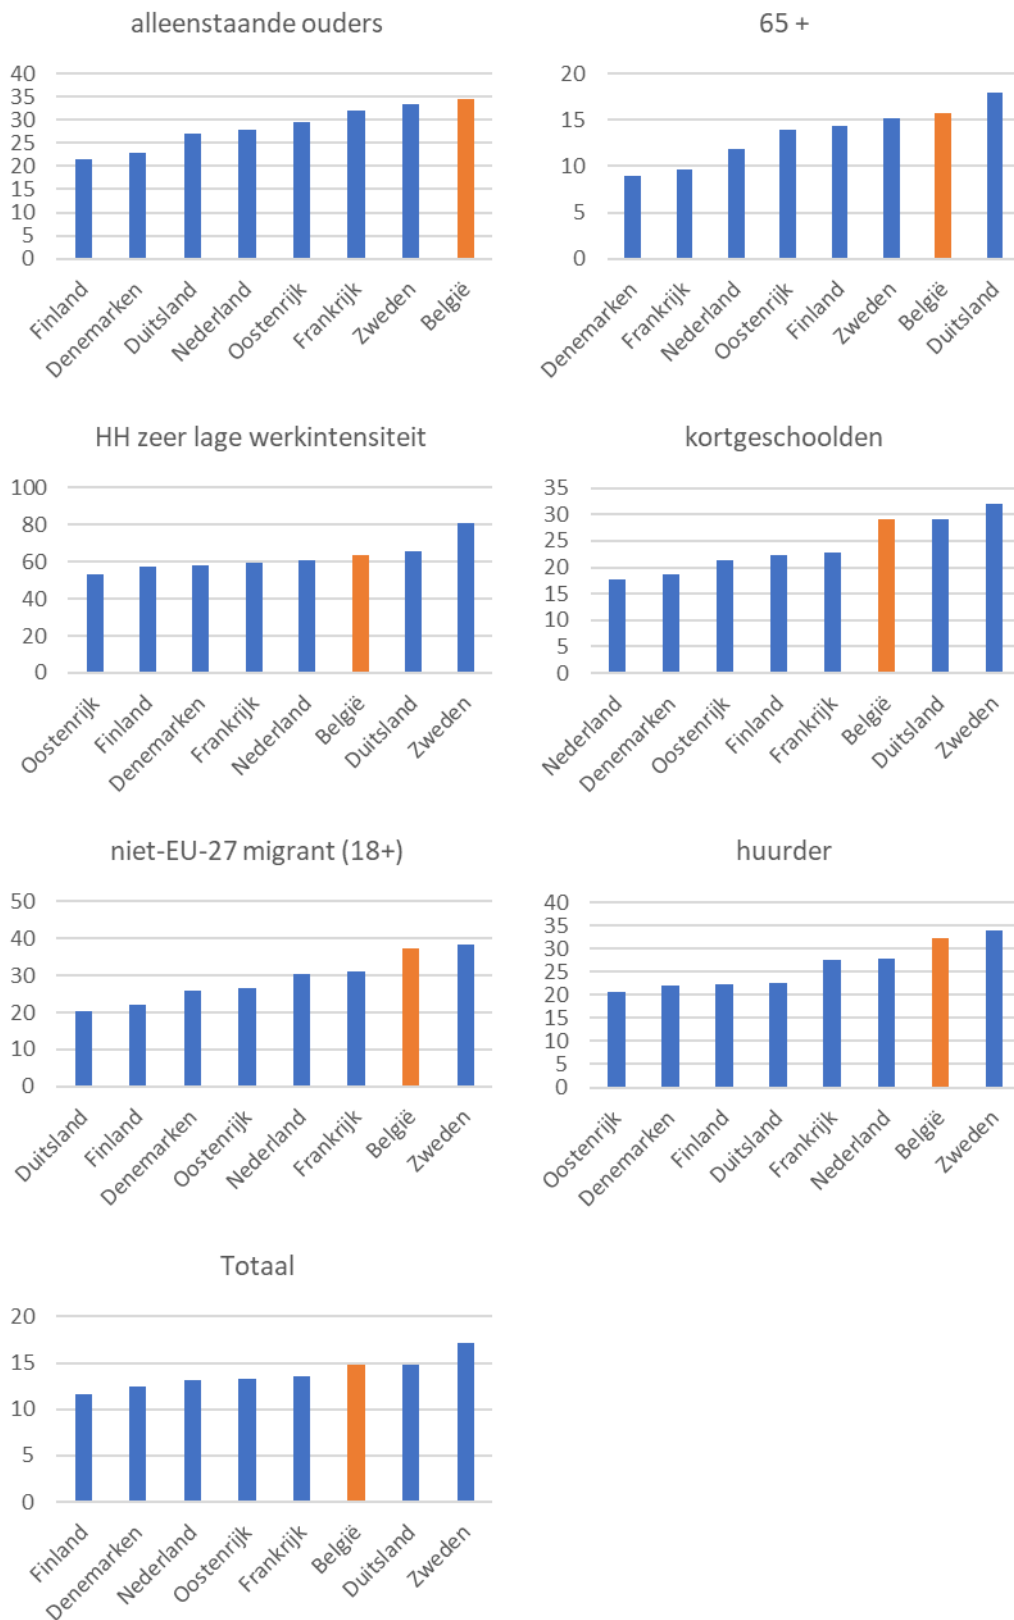 alleenstaande ouders
40
35
30
25
20
15
10
5
0
Finland
Denemarken
Duitsland
Nederland
Oostenrijk
Frankrijk
Zweden
België
65 +
20
15
10
5
0
Denemarken
Frankrijk
Nederland
Oostenrijk
Finland
Zweden
België
Duitsland
HH zeer lage werkintensiteit
100
80
60
40
20
0
Oostenrijk
Finland
Denemarken
Frankrijk
Nederland
België
Duitsland
Zweden
kortgeschoolden
35
30
25
20
15
10
5
0
Nederland
Denemarken
Oostenrijk
Finland
Frankrijk
België
Duitsland
Zweden
niet-EU-27 migrant (18+)
50
40
30
20
10
0
Duitsland
Finland
Denemarken
Oostenrijk
Nederland
Frankrijk
België
Zweden
huurder
40
35
30
25
20
15
10
5
0
Oostenrijk
Denemarken
Finland
Duitsland
Frankrijk
Nederland
België
Zweden
Totaal
20
15
10
5
0
Finland
Denemarken
Nederland
Oostenrijk
Frankrijk
België
Duitsland
Zweden